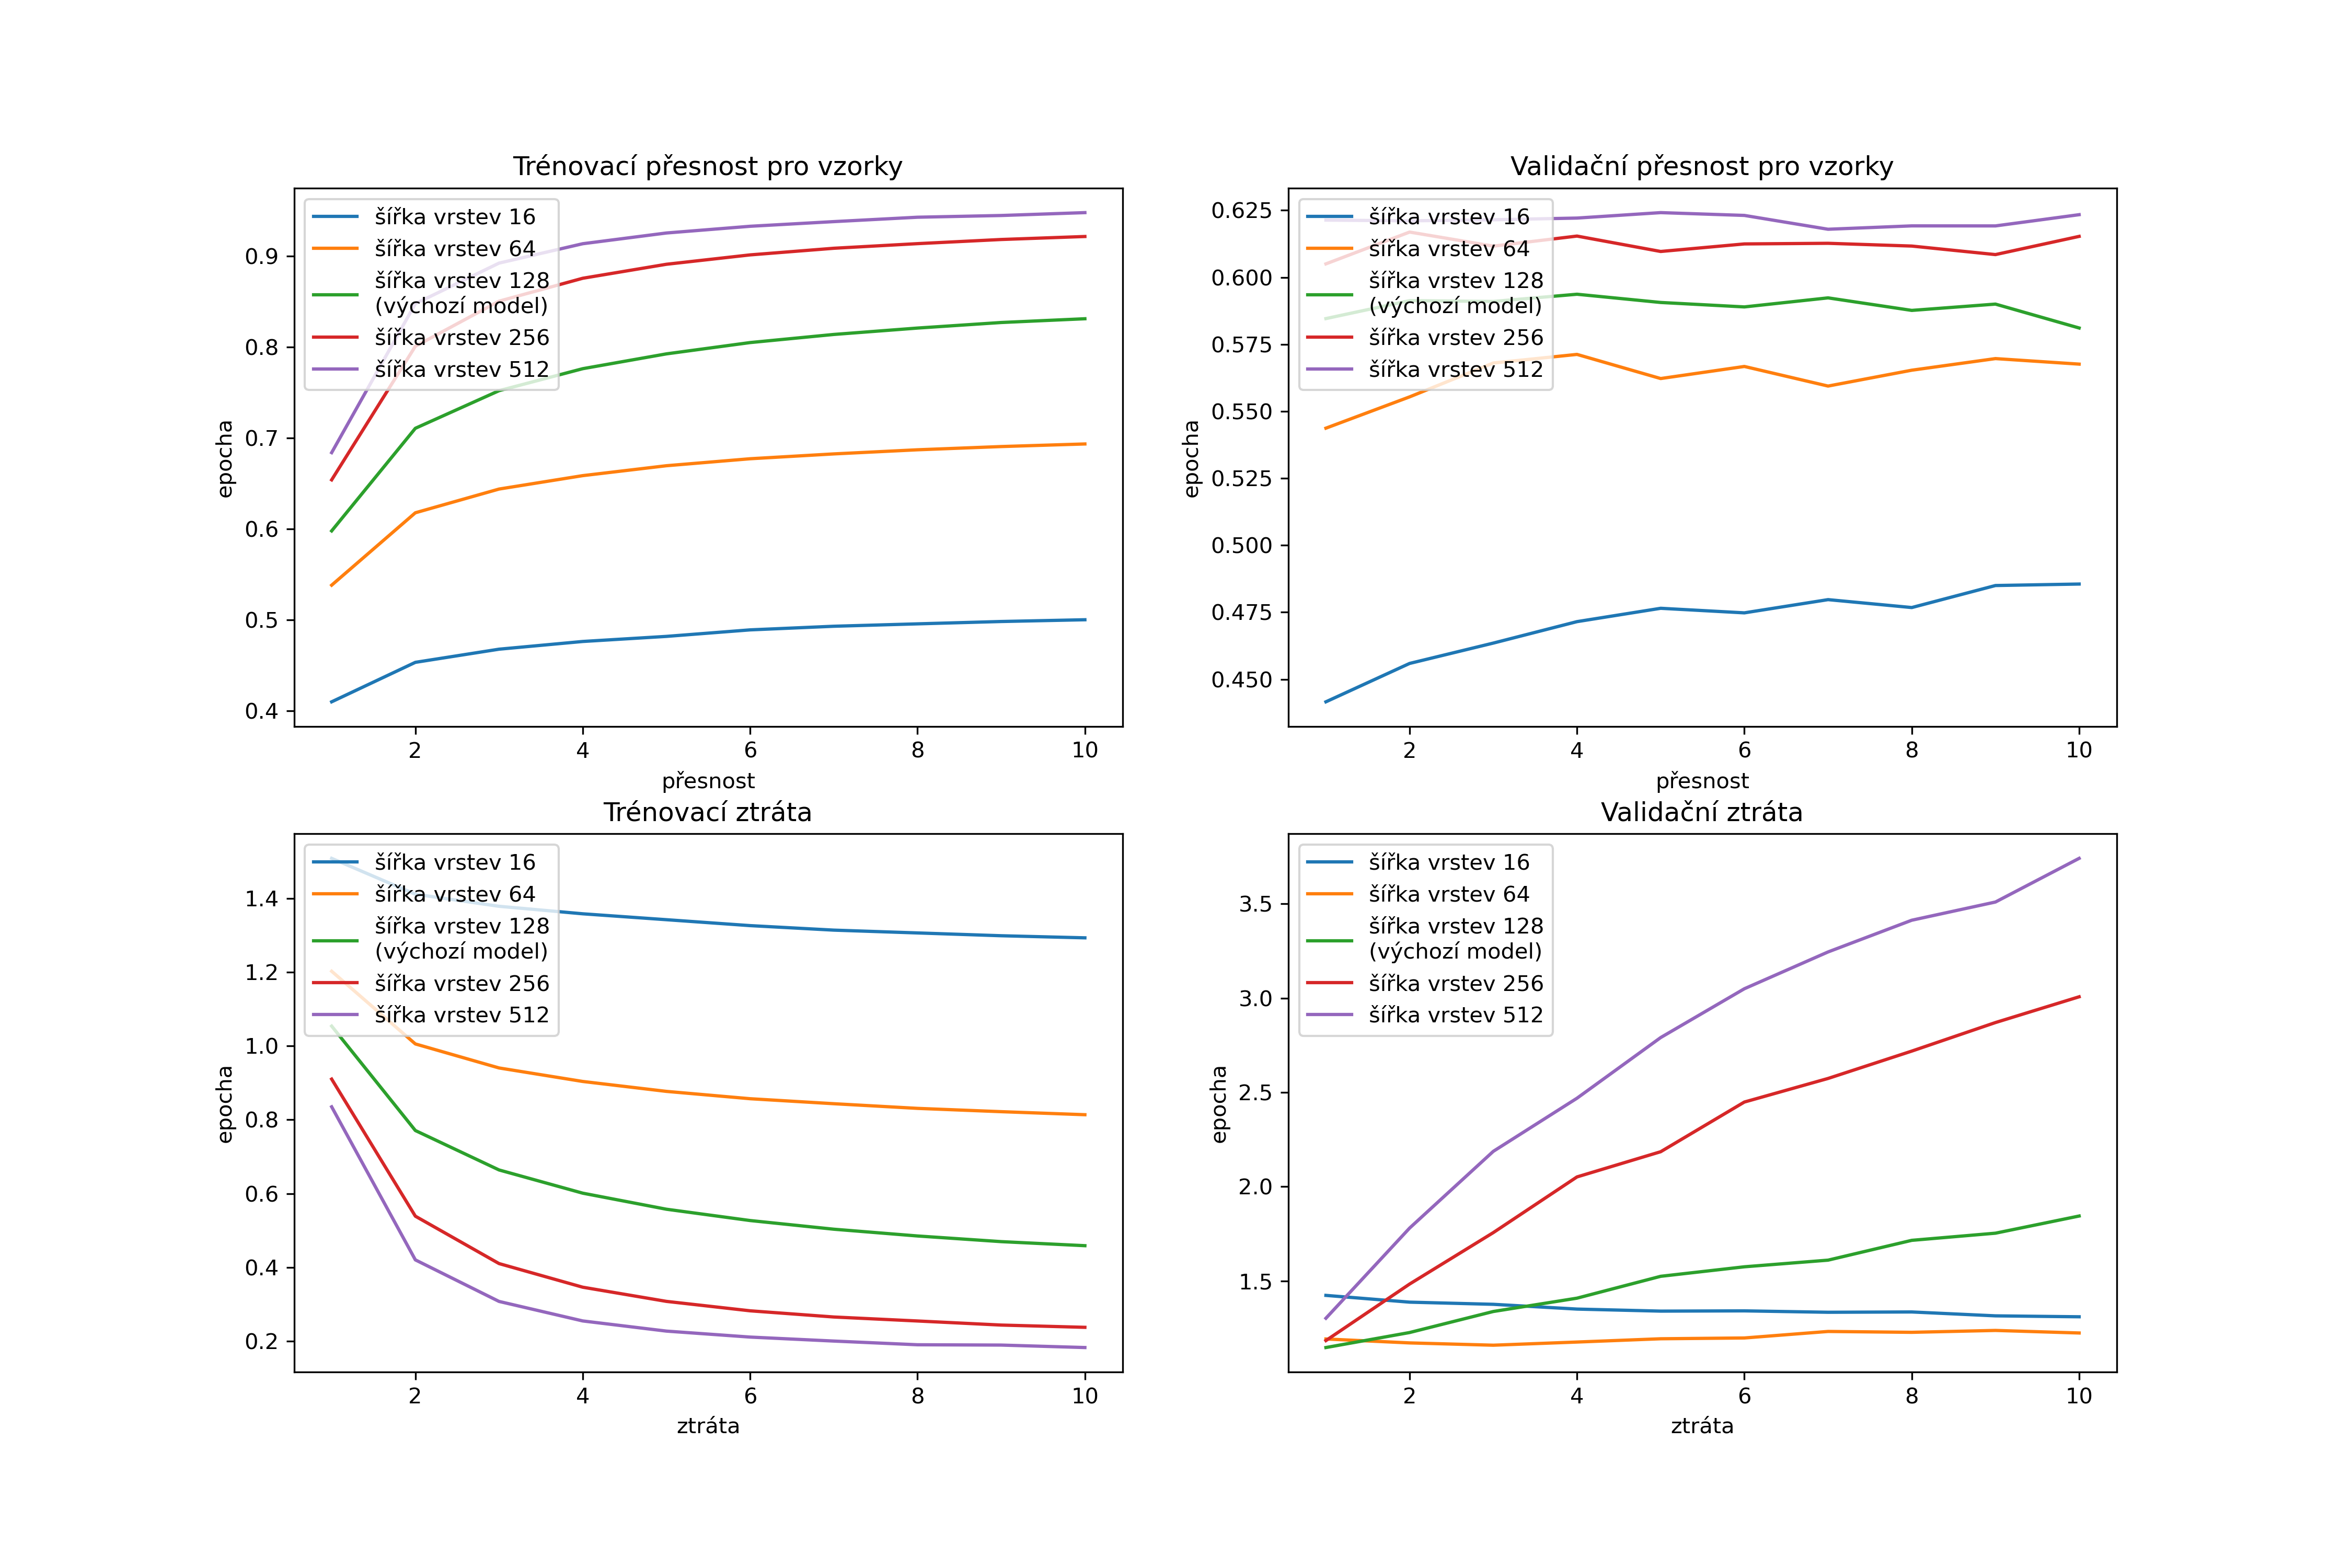 Trénovací přesnost pro vzorky
šířka vrstev 16
šířka vrstev 64
šířka vrstev 128
(výchozí model)
šířka vrstev 256
šířka vrstev 512
epocha
0.9
0.8
0.7
0.6
0.5
0.4
2 4 6 8 10
přesnost
Validační přesnost pro vzorky
šířka vrstev 16
šířka vrstev 64
šířka vrstev 128
(výchozí model)
šířka vrstev 256
šířka vrstev 512
epocha
0.625
0.600
0.575
0.550
0.525
0.500
0.475
0.450
2 4 6 8 10
přesnost
Trénovací ztráta
šířka vrstev 16
šířka vrstev 64
šířka vrstev 128
(výchozí model)
šířka vrstev 256
šířka vrstev 512
epocha
1.4
1.2
1.0
0.8
0.6
0.4
0.2
2 4 6 8 10
ztráta
Validační ztráta
šířka vrstev 16
šířka vrstev 64
šířka vrstev 128
(výchozí model)
šířka vrstev 256
šířka vrstev 512
epocha
3.5
3.0
2.5
2.0
1.5
2 4 6 8 10
ztráta